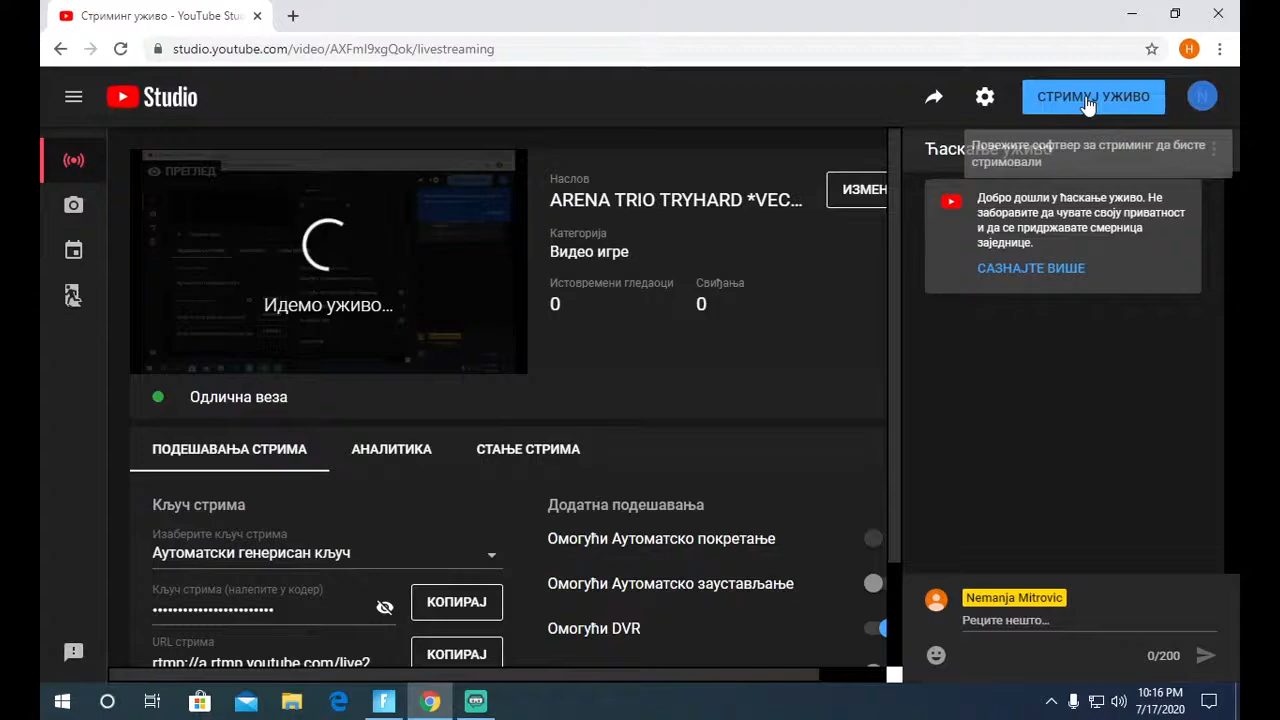 Стриминг уживо - YouTube Stu
studio.youtube.com/video/AXFmI9xgQok/livestreaming
H
Studio
СТРИМУЈ УЖИВО
N
Повежите софтвер за стриминг да бисте
стримовали
Ћаскање уживо
ПРЕГЛЕД
Идемо уживо...
Наслов
ARENA TRIO TRYHARD *VEC...
ИЗМЕН
Категорија
Видео игре
Истовремени гледаоци
Свиђања
0
0
Добро дошли у ћаскање уживо. Не
заборавите да чувате своју приватност
и да се придржавате смерница
заједнице.
САЗНАЈТЕ ВИШЕ
Одлична веза
ПОДЕШАВАЊА СТРИМА
АНАЛИТИКА
СТАЊЕ СТРИМА
Кључ стрима
Изаберите кључ стрима
Аутоматски генерисан кључ
Кључ стрима (налепите у кодер)
КОПИРАЈ
URL стрима
rtmp://a.rtmp.youtube.com/live2
КОПИРАЈ
Додатна подешавања
Омогући Аутоматско покретање
Омогући Аутоматско заустављање
Омогући DVR
Nemanja Mitrovic
Реците нешто...
0/200
10:16 PM
7/17/2020